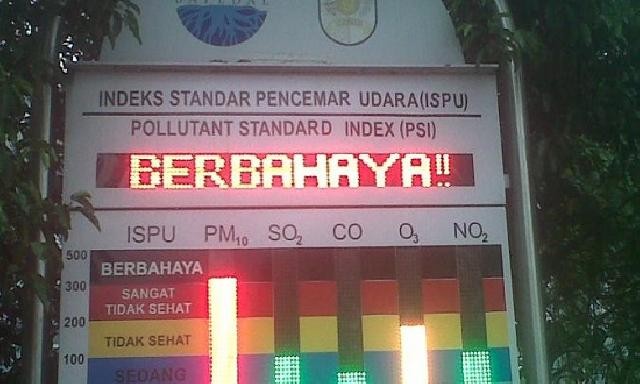 INDEKS STANDAR PENCEMAR UDARA(ISPU)
POLLUTANT STANDARD INDEX (PSI)
BERBAHAYA!!
ISPU PM10 SO2 CO O3 NO2
500
BERBAHAYA
300
SANGAT
TIDAK SEHAT
200
TIDAK SEHAT
100
SEDANG